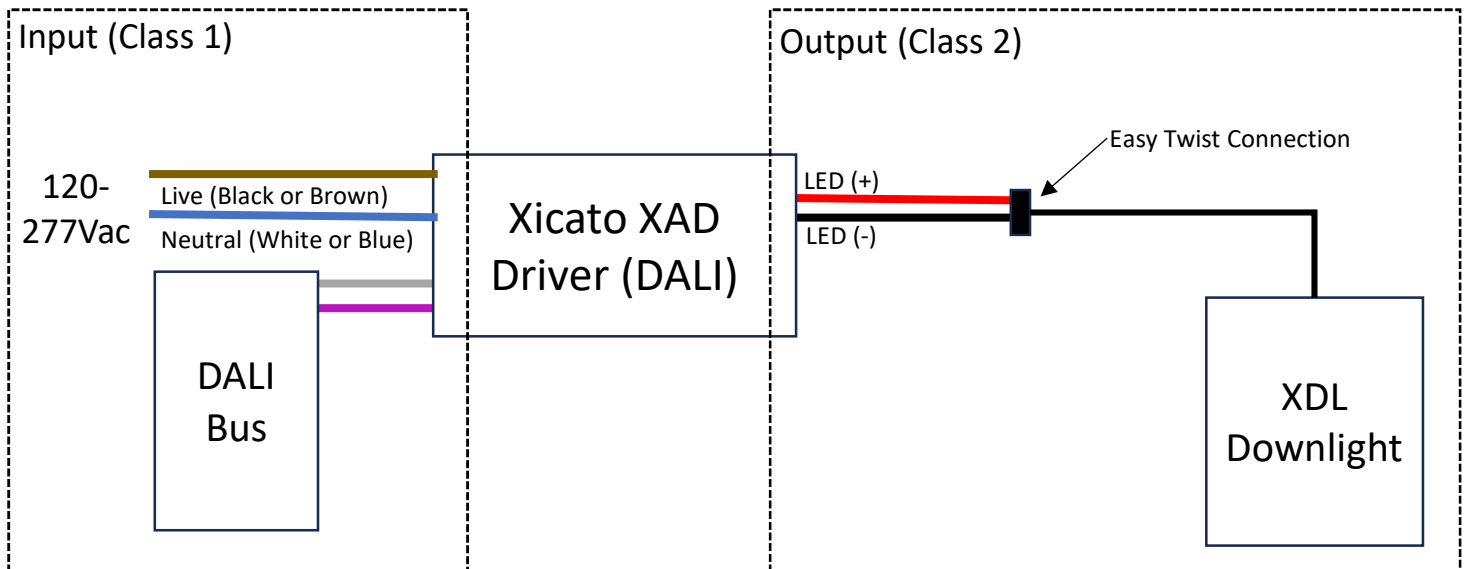 Input (Class 1)
Output (Class 2)
Easy Twist Connection
120-
277Vac
Live (Black or Brown)
Neutral (White or Blue)
Xicato XAD
Driver (DALI)
LED (+)
LED (-)
DALI
Bus
XDL
Downlight